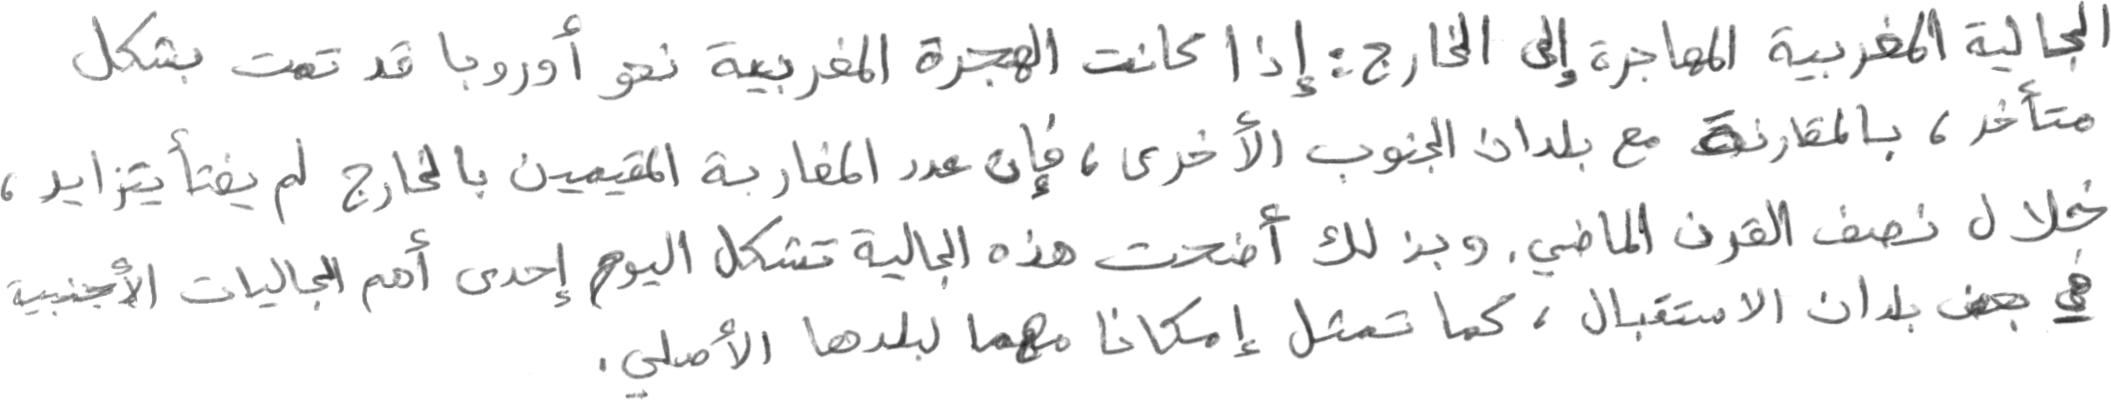 الجالية المغربية المهاجرة إلى الخارج: إذا كانت الهجرة المغربية نحو أوروبا قد تمت بشكل
متأخر، بالمقارنة مع بلدان الجنوب الأخرى، فإن عدد المغاربة المقيمين بالخارج لم يفتأ يتزايد،
خلال نصف القرن الماضي. وبذلك أضحت هذه الجالية تشكل اليوم إحدى أهم الجاليات الأجنبية
في بعض بلدان الاستقبال، كما تمثل إمكانا مهما لبلدها الأصلي.